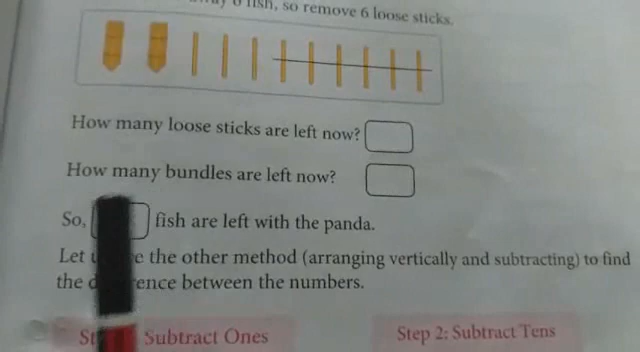 fish, so remove 6 loose sticks.
How many loose sticks are left now?
How many bundles are left now?
So, fish are left with the panda.
Let the other method (arranging vertically and subtracting) to find
the between the numbers.
Subtract Ones
Step 2: Subtract Tens